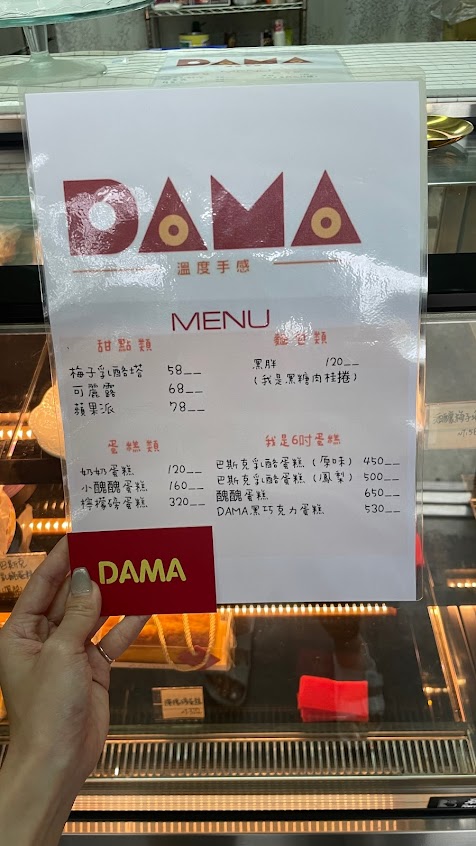 DAMA
DAMA
溫度手感
MENU
甜點類
梅子乳酪塔 58__
可麗露 68__
蘋果派 78__
麵包類
黑胖 120__
(我是黑糖肉桂捲)
蛋糕類
奶奶蛋糕 120__
小醜醜蛋糕 160__
檸檬磅蛋糕 320__
我是6吋蛋糕
巴斯克乳酪蛋糕(原味) 450__
巴斯克乳酪蛋糕(鳳梨) 500__
醜醜蛋糕 650__
DAMA黑巧克力蛋糕 530__
DAMA